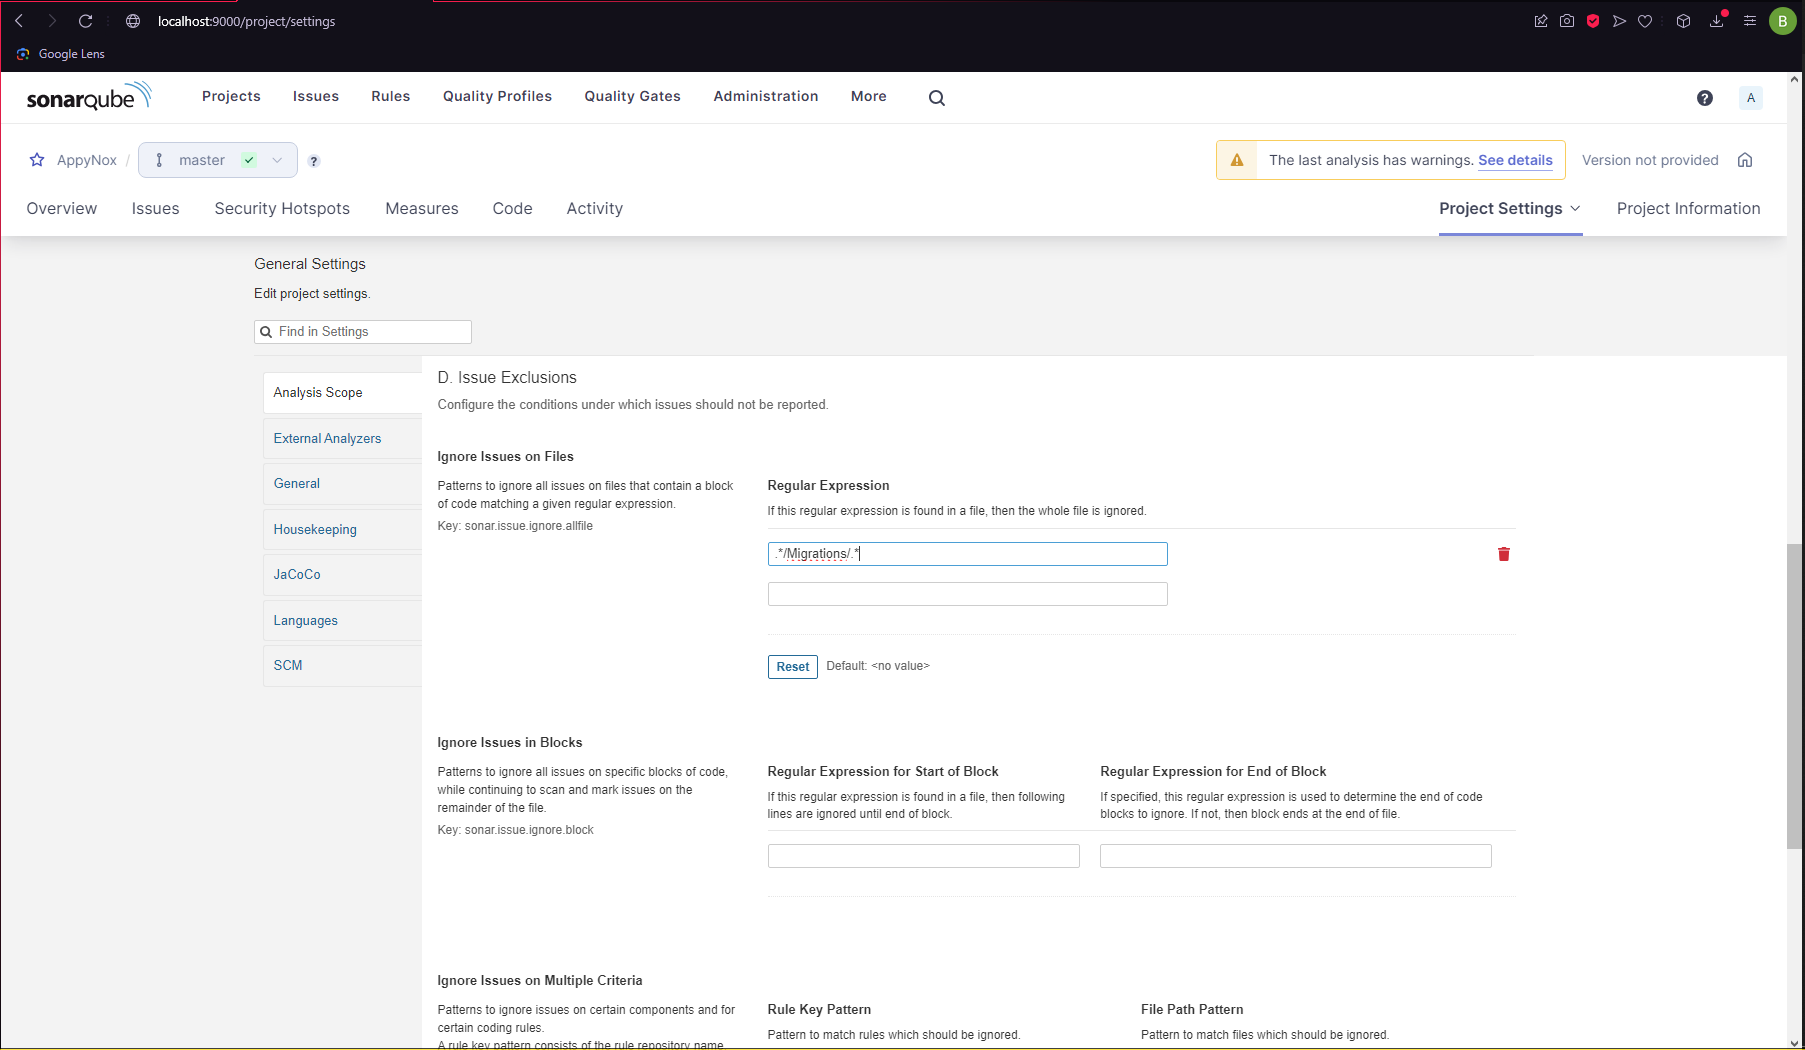 localhost:9000/project/settings
B
Google Lens
sonarqube
Projects
Issues
Rules
Quality Profiles
Quality Gates
Administration
More
?
A
AppyNox / master
?
The last analysis has warnings. See details
Version not provided
Overview
Issues
Security Hotspots
Measures
Code
Activity
Project Settings
Project Information
General Settings
Edit project settings.
Find in Settings
Analysis Scope
External Analyzers
General
Housekeeping
JaCoCo
Languages
SCM
D. Issue Exclusions
Configure the conditions under which issues should not be reported.
Ignore Issues on Files
Patterns to ignore all issues on files that contain a block
of code matching a given regular expression.
Key: sonar.issue.ignore.allfile
Regular Expression
If this regular expression is found in a file, then the whole file is ignored.
.*/Migrations/.*
Reset
Default: <no value>
Ignore Issues in Blocks
Patterns to ignore all issues on specific blocks of code,
while continuing to scan and mark issues on the
remainder of the file.
Key: sonar.issue.ignore.block
Regular Expression for Start of Block
If this regular expression is found in a file, then following
lines are ignored until end of block.
Regular Expression for End of Block
If specified, this regular expression is used to determine the end of code
blocks to ignore. If not, then block ends at the end of file.
Ignore Issues on Multiple Criteria
Patterns to ignore issues on certain components and for
certain coding rules.
A rule key pattern consists of the rule repository name,
Rule Key Pattern
Pattern to match rules which should be ignored.
File Path Pattern
Pattern to match files which should be ignored.